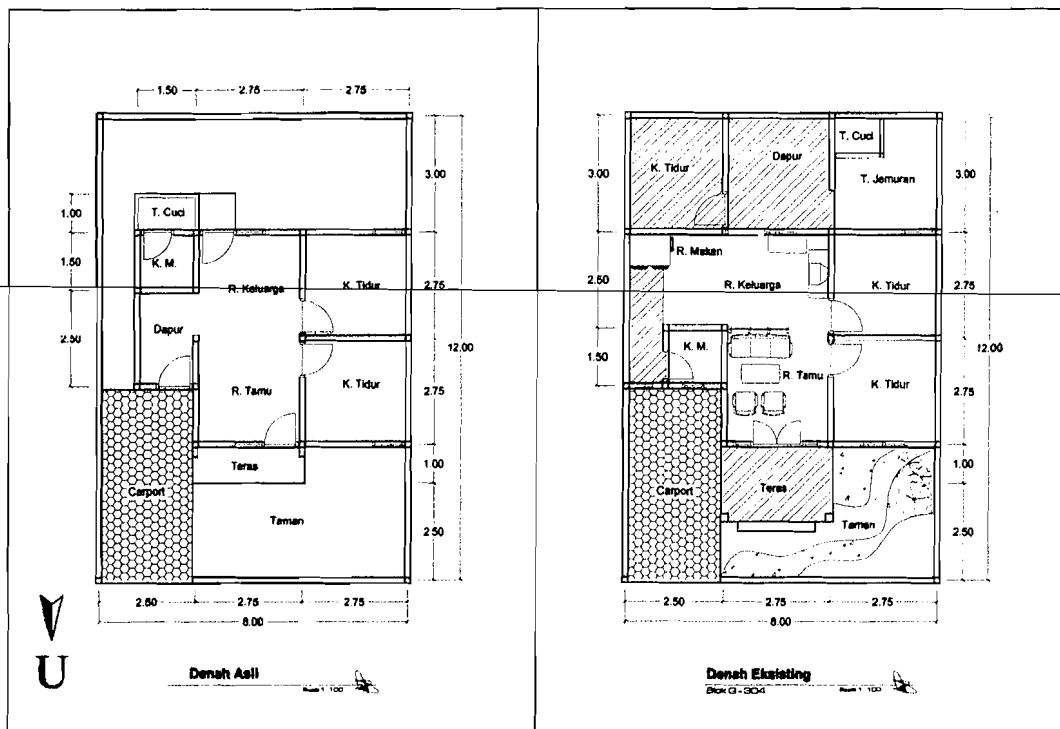 1.50 2.75 2.75
3.00
1.00
T. Cuci
1.50
K. M.
R. Keluarga
K. Tidur
2.75
Dapur
2.50
12.00
R. Tamu
K. Tidur
2.75
Teras
1.00
Carport
Taman
2.50
2.50 2.75 2.75
8.00
U
Denah Asli
1 : 100
T. Cuci
K. Tidur
Dapur
3.00
T. Jemuran
3.00
R. Makan
2.50
R. Keluarga
K. Tidur
2.75
K. M.
12.00
1.50
R. Tamu
K. Tidur
2.75
Teras
1.00
Carport
Taman
2.50
2.50 2.75 2.75
8.00
Denah Eksisting
Blok G - 304
1 : 100